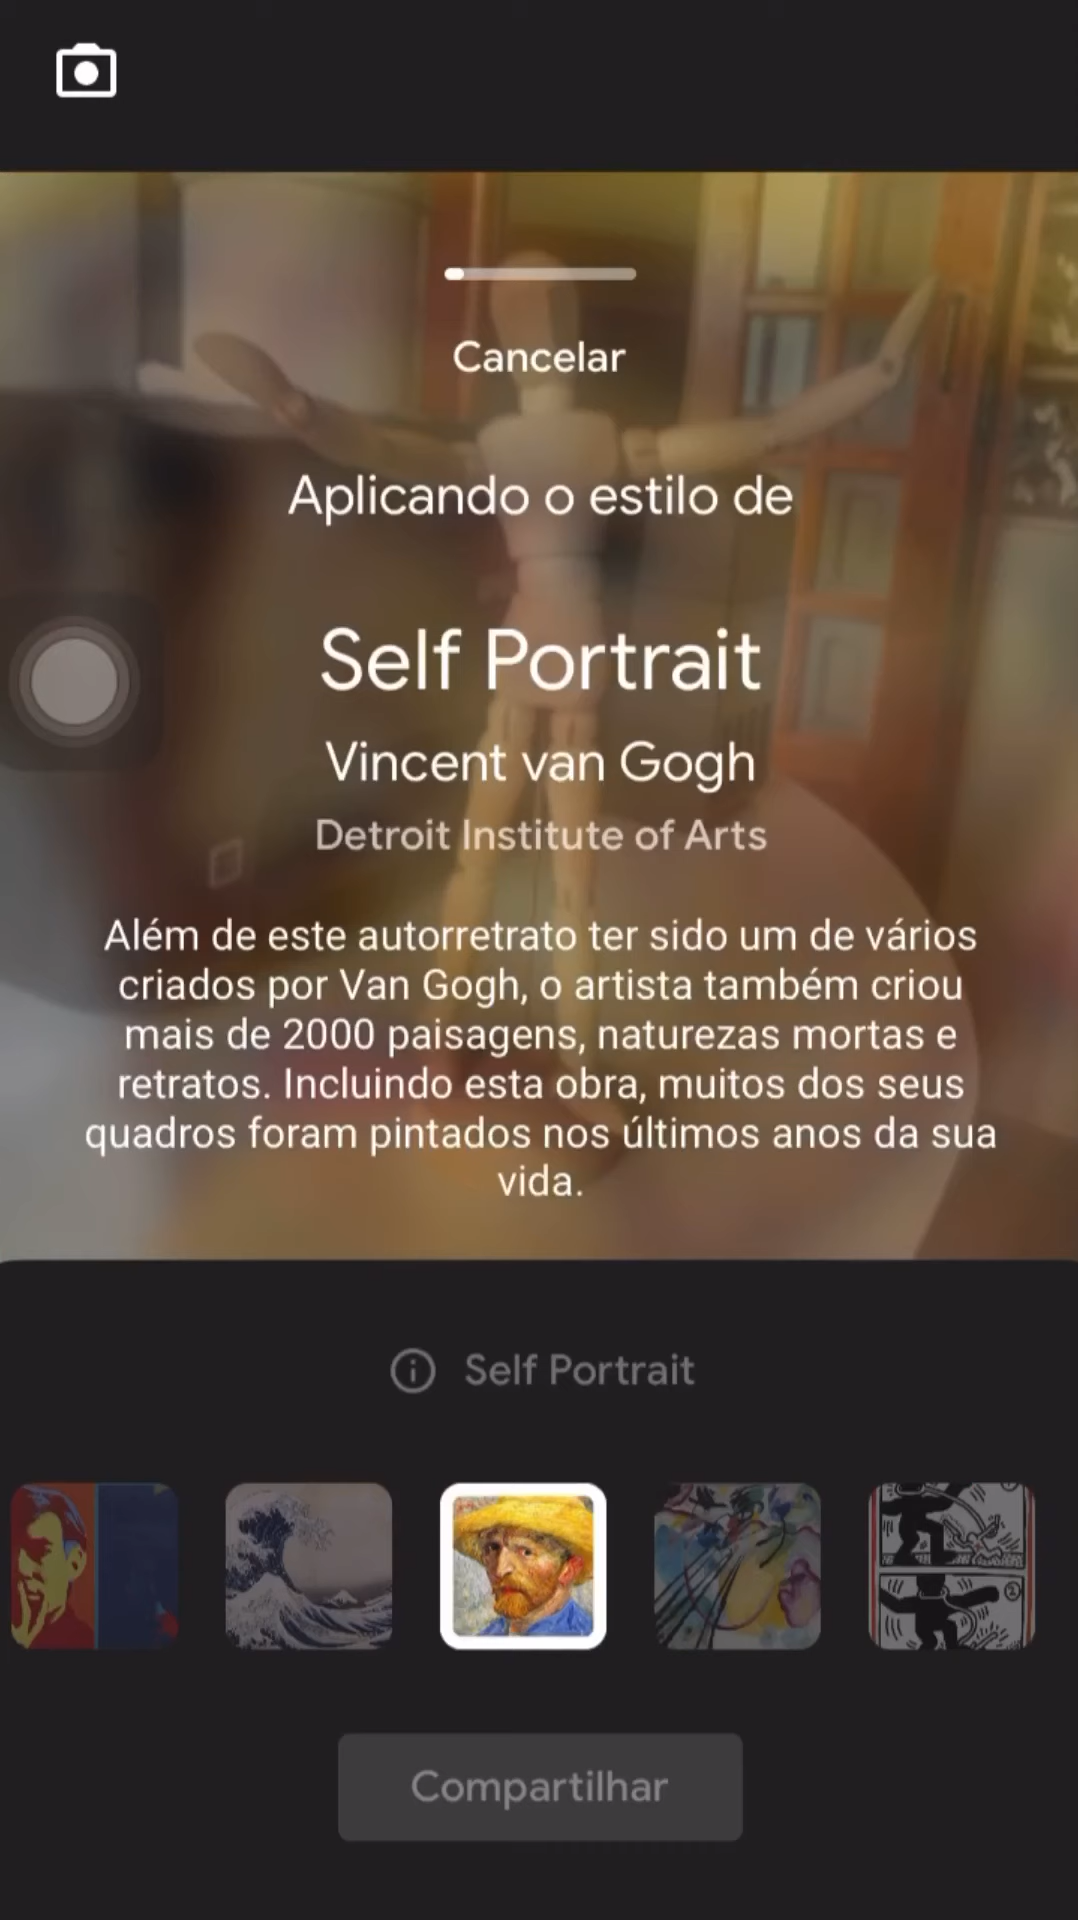 Cancelar
Aplicando o estilo de
Self Portrait
Vincent van Gogh
Detroit Institute of Arts
Além de este autorretrato ter sido um de vários
criados por Van Gogh, o artista também criou
mais de 2000 paisagens, naturezas mortas e
retratos. Incluindo esta obra, muitos dos seus
quadros foram pintados nos últimos anos da sua
vida.
Self Portrait
Compartilhar